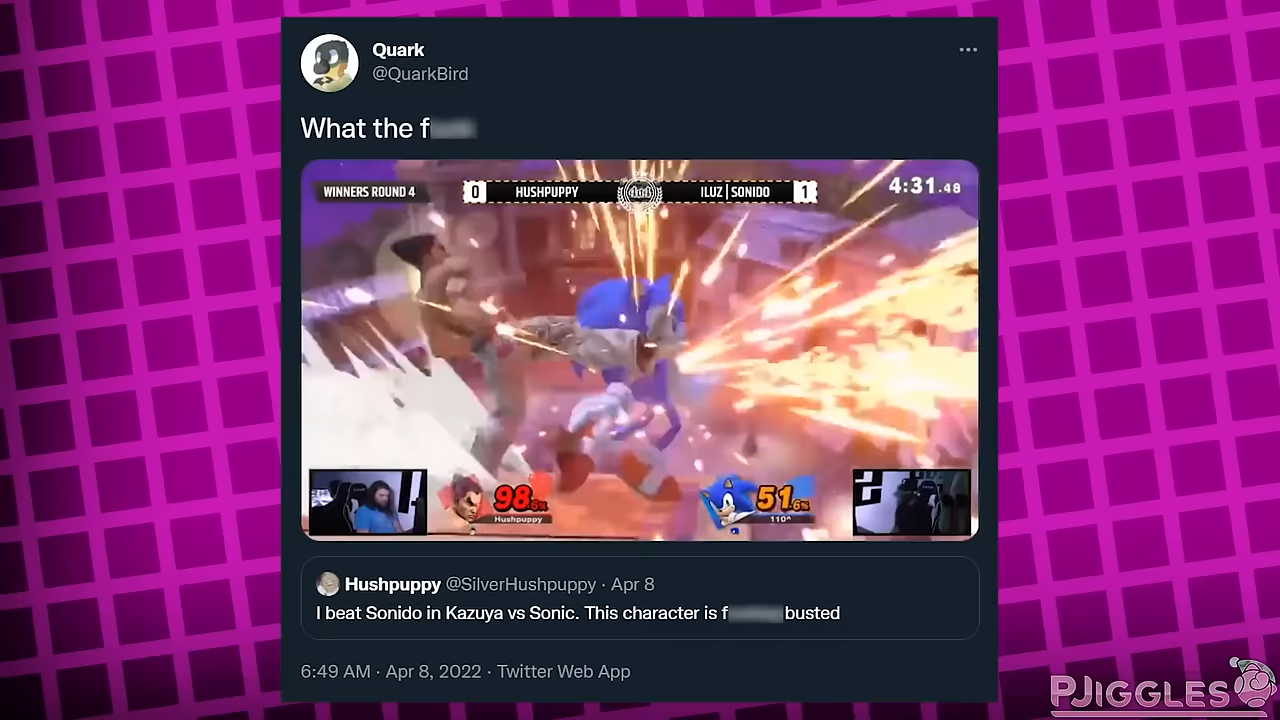 Quark
@QuarkBird
What the f
WINNERS ROUND 4
0 HUSHPUPPY ILUZ | SONIDO 1
4:31.48
98.6%
Hushpuppy
51.6%
110^
Hushpuppy @SilverHushpuppy · Apr 8
I beat Sonido in Kazuya vs Sonic. This character is f busted
6:49 AM · Apr 8, 2022 · Twitter Web App
PJIGGLES